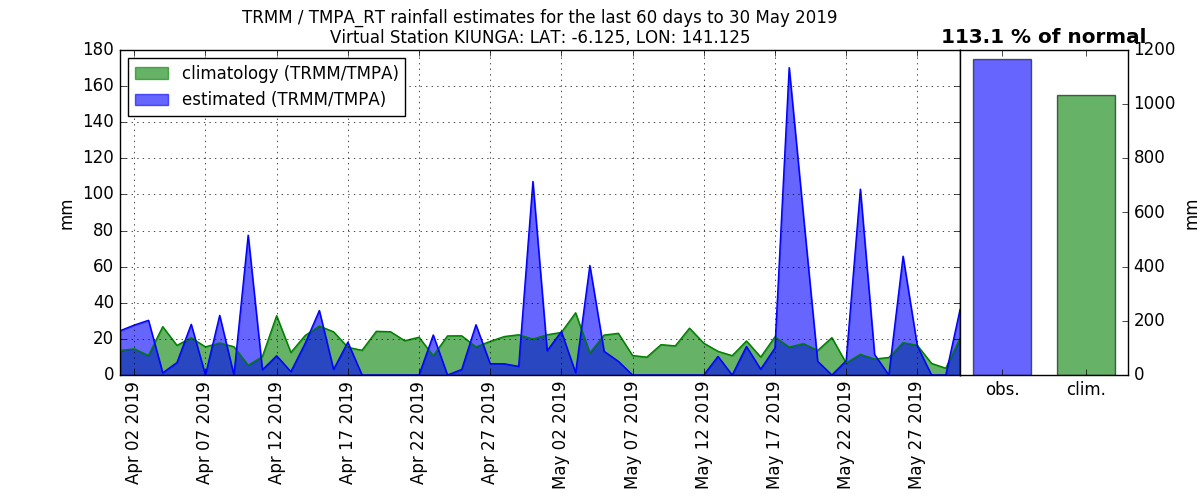 TRMM / TMPA_RT rainfall estimates for the last 60 days to 30 May 2019
Virtual Station KIUNGA: LAT: -6.125, LON: 141.125
113.1 % of normal
climatology (TRMM/TMPA)
estimated (TRMM/TMPA)
180
160
140
120
100
80
60
40
20
0
mm
Apr 02 2019
Apr 07 2019
Apr 12 2019
Apr 17 2019
Apr 22 2019
Apr 27 2019
May 02 2019
May 07 2019
May 12 2019
May 17 2019
May 22 2019
May 27 2019
1200
1000
800
600
400
200
0
mm
obs.
clim.